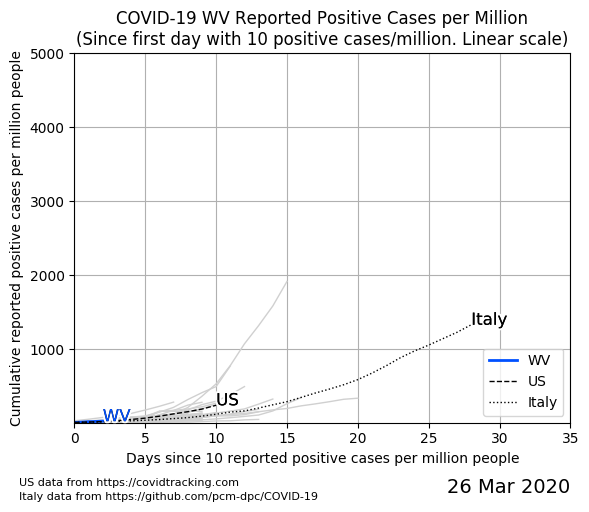 COVID-19 WV Reported Positive Cases per Million
(Since first day with 10 positive cases/million. Linear scale)
Cumulative reported positive cases per million people
5000
4000
3000
2000
1000
Italy
US
WV
WV
US
Italy
0 5 10 15 20 25 30 35
Days since 10 reported positive cases per million people
US data from https://covidtracking.com
Italy data from https://github.com/pcm-dpc/COVID-19
26 Mar 2020